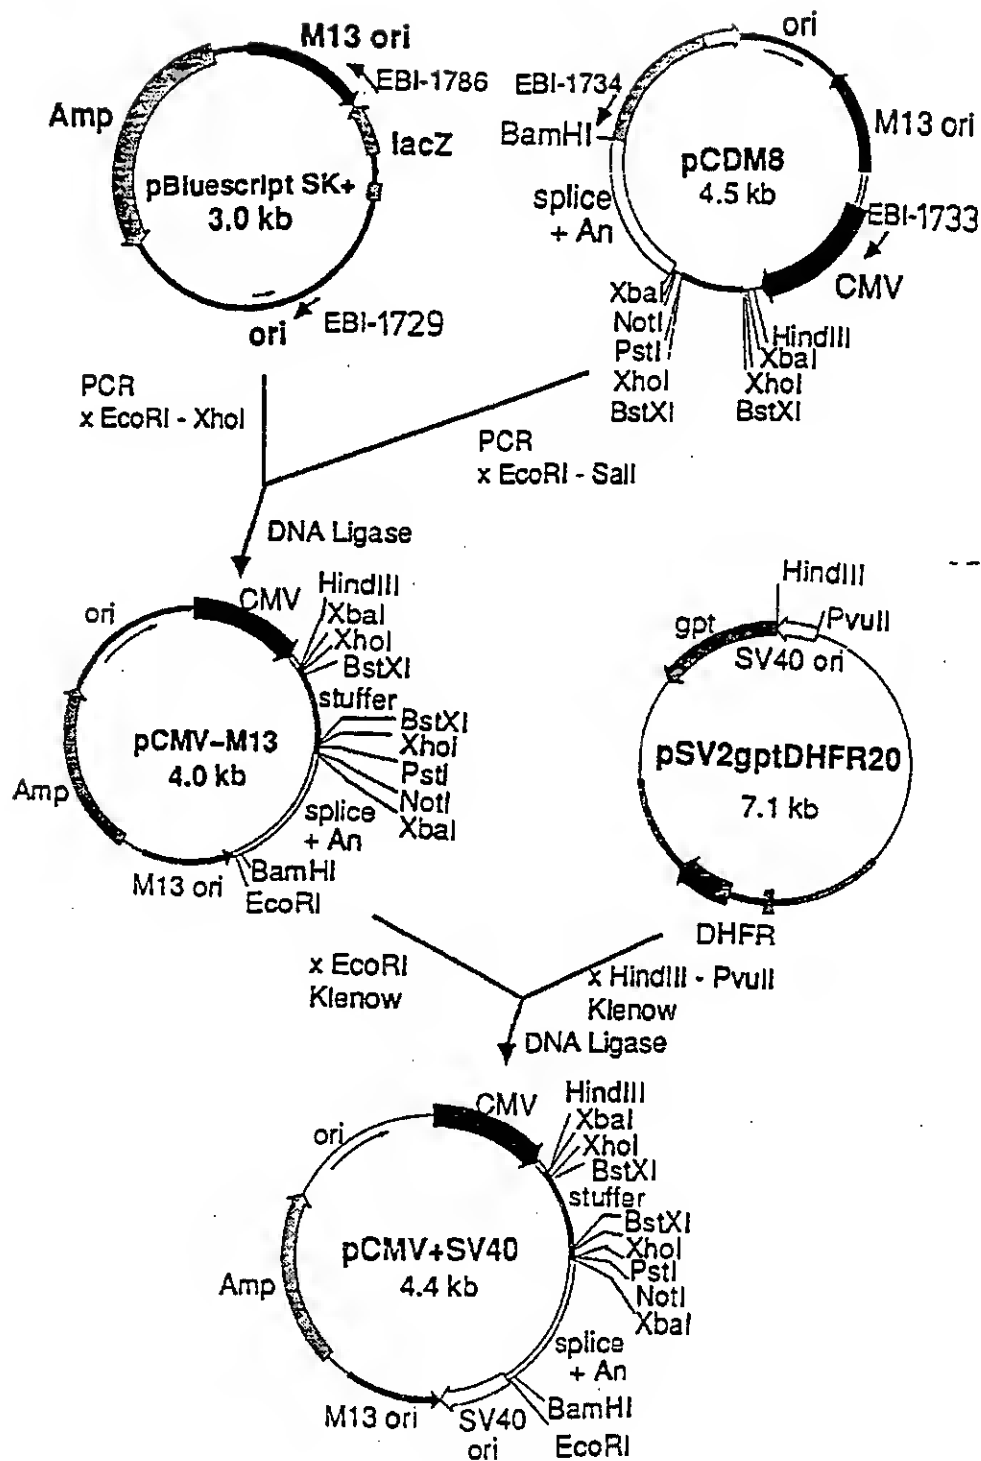 M13 ori
EBI-1786
Amp
lacZ
pBluescript SK+
3.0 kb
EBI-1729
ori
ori
EBI-1734
BamHI
M13 ori
pCDM8
4.5 kb
splice
+ An
EBI-1733
CMV
XbaI
NotI
PstI
XhoI
BstXI
HindIII
XbaI
XhoI
BstXI
PCR
x EcoRI - XhoI
PCR
x EcoRI - SalI
DNA Ligase
CMV
HindIII
XbaI
XhoI
BstXI
ori
stuffer
BstXI
XhoI
PstI
NotI
XbaI
pCMV-M13
4.0 kb
Amp
splice
+ An
BamHI
EcoRI
M13 ori
HindIII
PvuII
gpt
SV40 ori
pSV2gptDHFR20
7.1 kb
DHFR
x EcoRI
Klenow
x HindIII - PvuII
Klenow
DNA Ligase
CMV
HindIII
XbaI
XhoI
BstXI
ori
stuffer
BstXI
XhoI
PstI
NotI
XbaI
pCMV+SV40
4.4 kb
Amp
splice
+ An
BamHI
EcoRI
M13 ori
SV40
ori